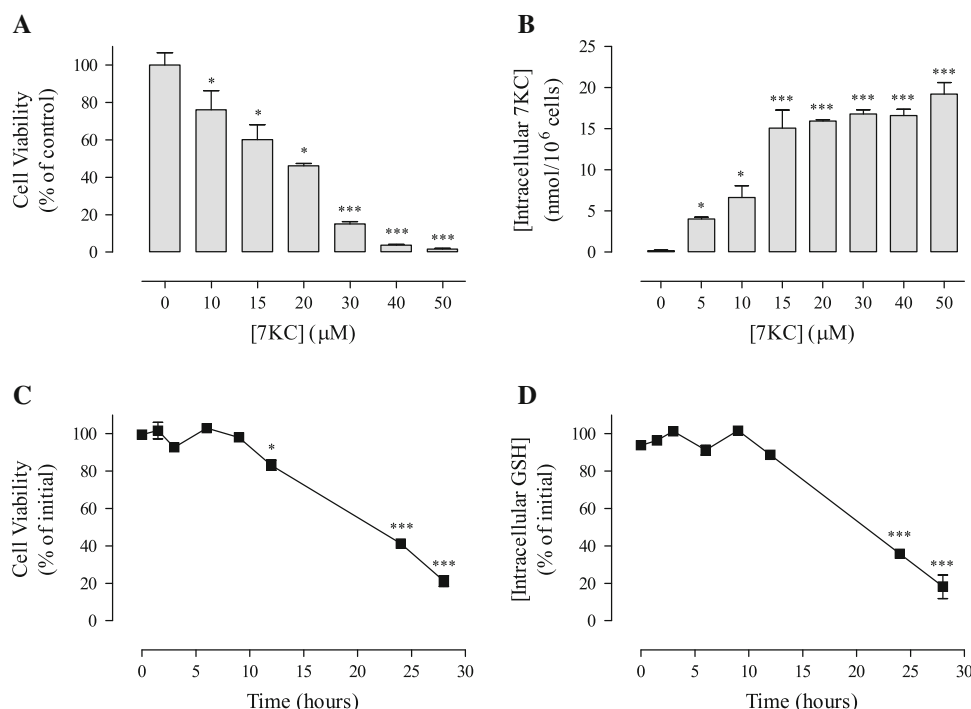 A
Cell Viability
(% of control)
100
80
60
40
20
0
*
*
*
***
***
***
0 10 15 20 30 40 50
[7KC] (μM)
B
[Intracellular 7KC]
(nmol/10⁶ cells)
25
20
15
10
5
0
*
*
***
***
***
***
***
0 5 10 15 20 30 40 50
[7KC] (μM)
C
Cell Viability
(% of initial)
100
80
60
40
20
0
*
***
***
0 5 10 15 20 25 30
Time (hours)
D
[Intracellular GSH]
(% of initial)
100
80
60
40
20
0
***
***
0 5 10 15 20 25 30
Time (hours)